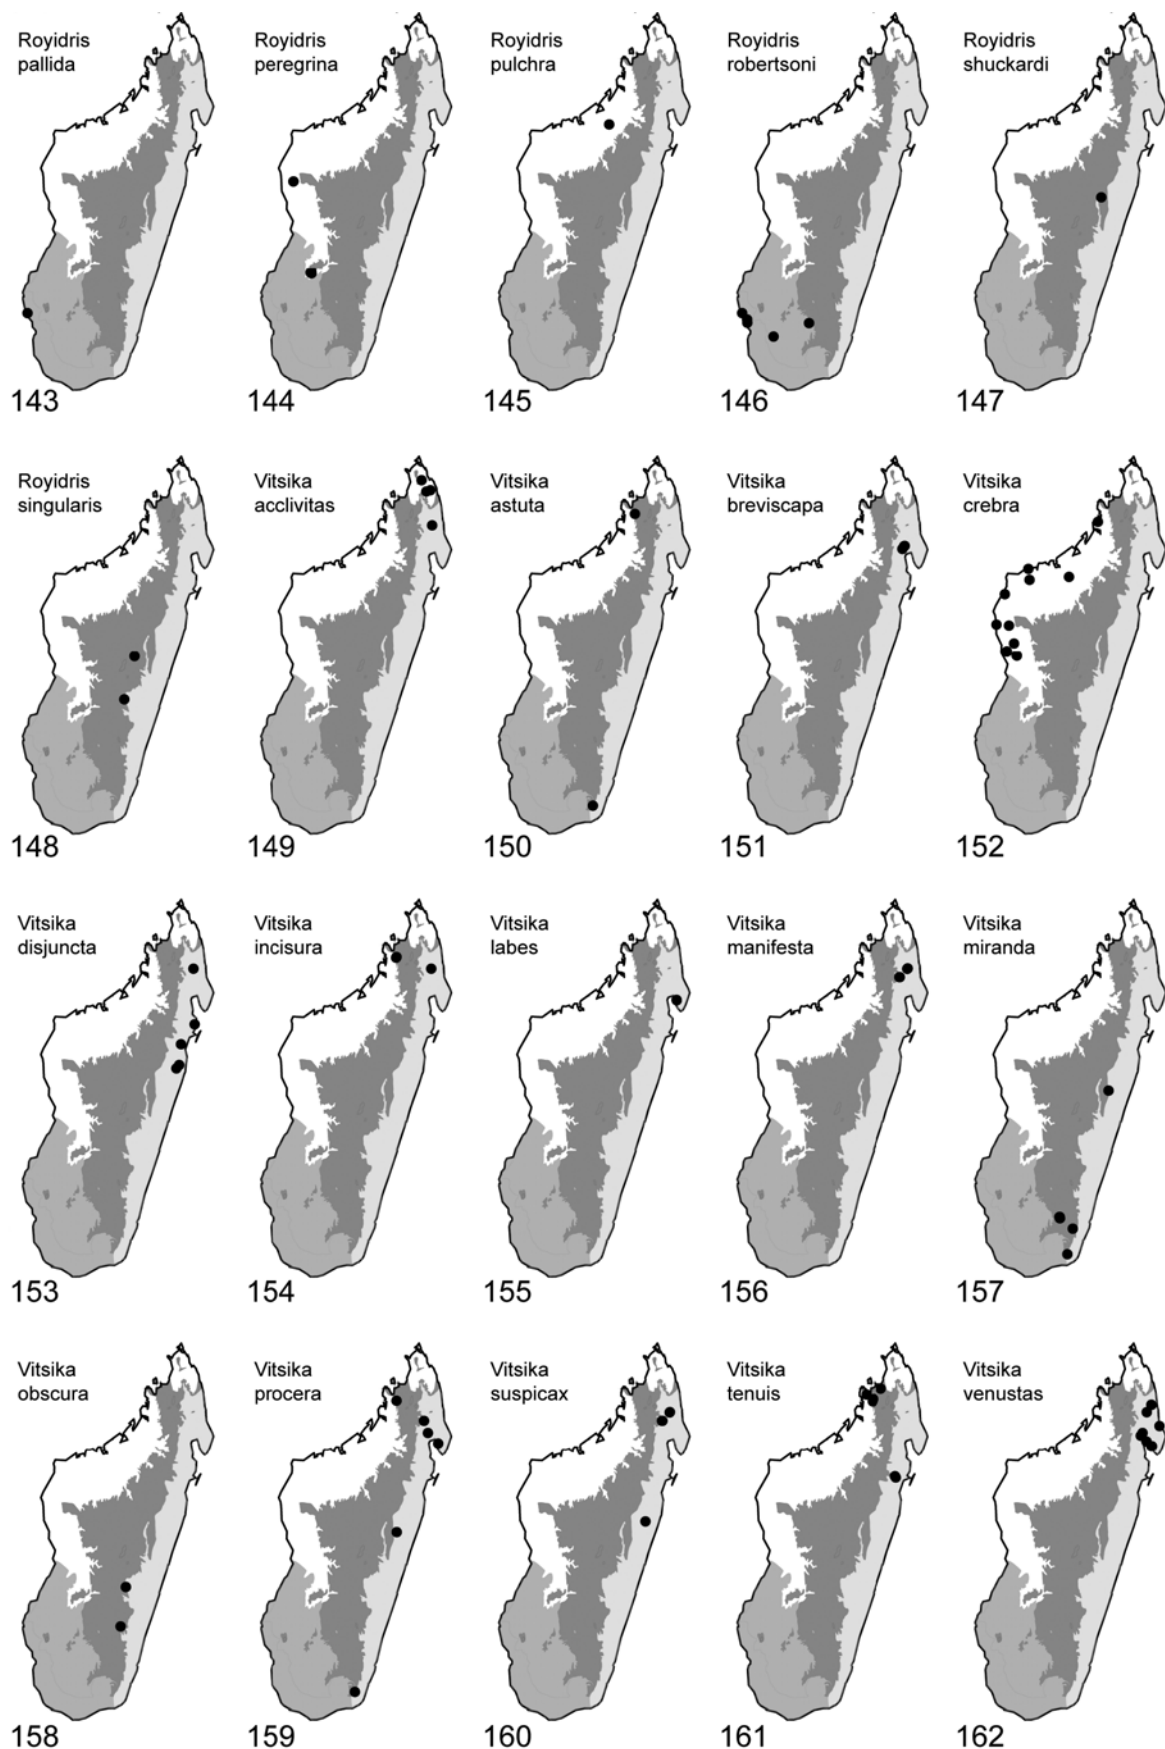 Royidris
pallida
143
Royidris
peregrina
144
Royidris
pulchra
145
Royidris
robertsoni
146
Royidris
shuckardi
147
Royidris
singularis
148
Vitsika
acclivitas
149
Vitsika
astuta
150
Vitsika
breviscapa
151
Vitsika
crebra
152
Vitsika
disjuncta
153
Vitsika
incisura
154
Vitsika
labes
155
Vitsika
manifesta
156
Vitsika
miranda
157
Vitsika
obscura
158
Vitsika
procera
159
Vitsika
suspicax
160
Vitsika
tenuis
161
Vitsika
venustas
162